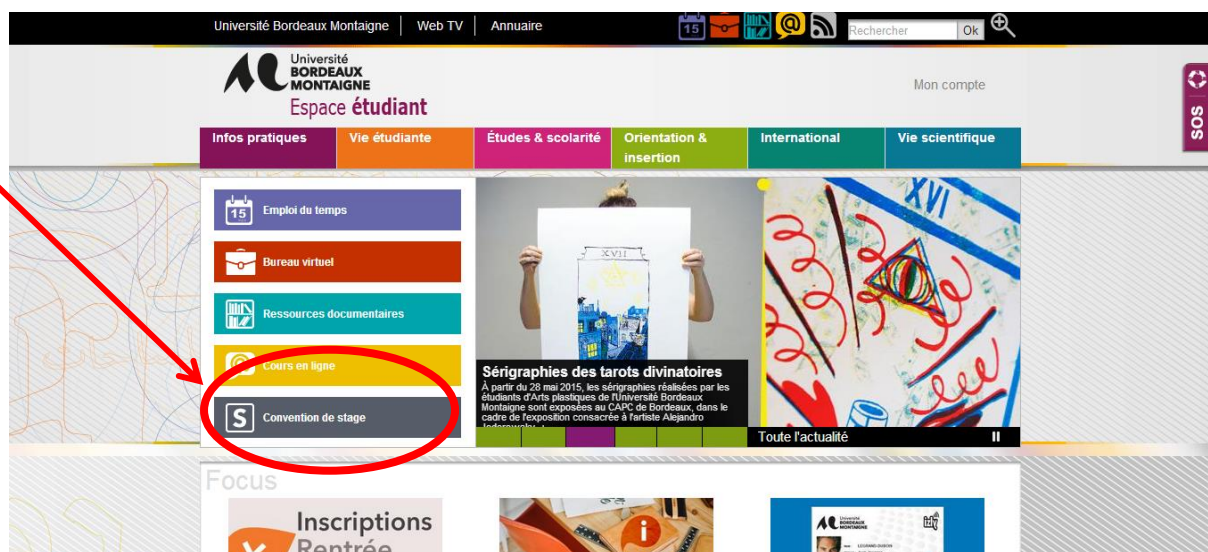 Université Bordeaux Montaigne Web TV Annuaire
15
@
Rechercher
Ok
Université
BORDEAUX
MONTAIGNE
Espace étudiant
Mon compte
SOS
Infos pratiques
Vie étudiante
Études & scolarité
Orientation &
insertion
International
Vie scientifique
15 Emploi du temps
Bureau virtuel
Ressources documentaires
@ Cours en ligne
S Convention de stage
XVII
XVI
Sérigraphies des tarots divinatoires
À partir du 28 mai 2015, les sérigraphies réalisées par les
étudiants d'Arts plastiques de l'Université Bordeaux
Montaigne sont exposées au CAPC de Bordeaux, dans le
cadre de l'exposition consacrée à l'artiste Alejandro
Toute l'actualité
Focus
Inscriptions
Rentrée
i
Université
BORDEAUX
MONTAIGNE